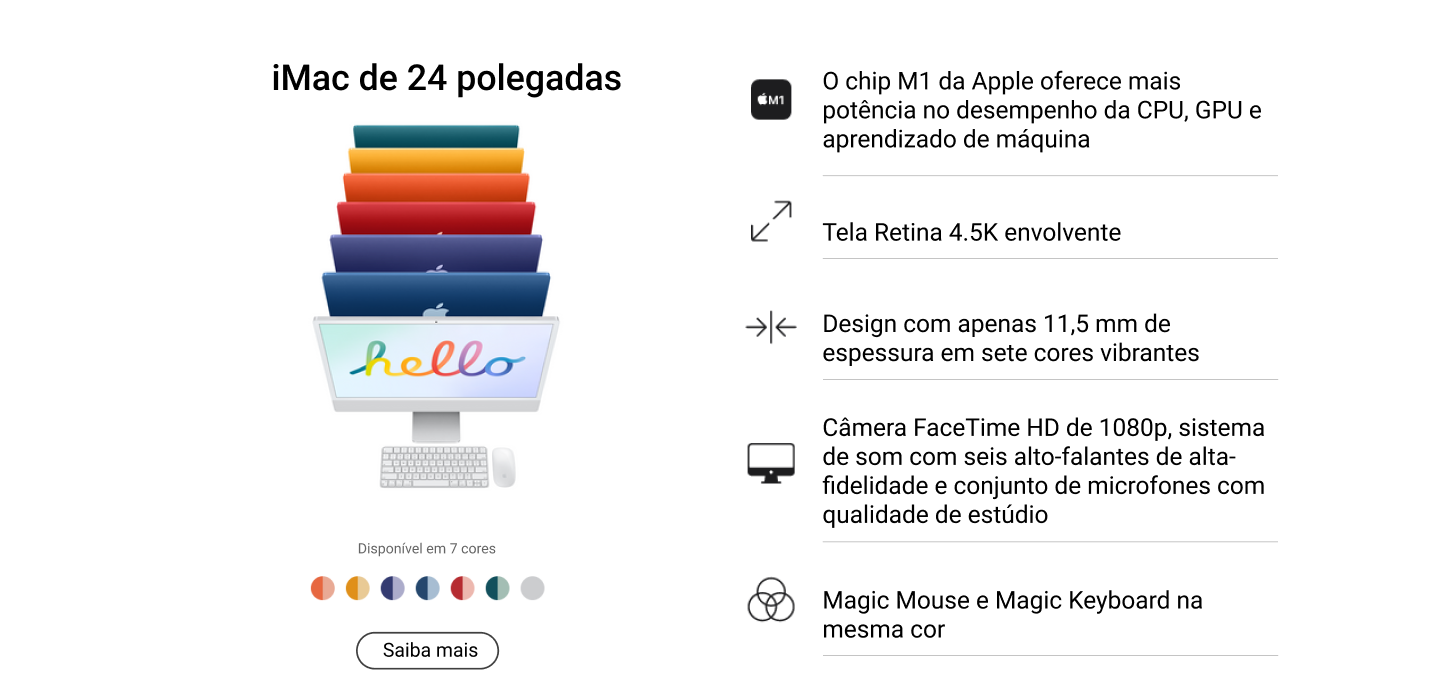 iMac de 24 polegadas
hello
Disponível em 7 cores
Saiba mais
M1
O chip M1 da Apple oferece mais
potência no desempenho da CPU, GPU e
aprendizado de máquina
Tela Retina 4.5K envolvente
Design com apenas 11,5 mm de
espessura em sete cores vibrantes
Câmera FaceTime HD de 1080p, sistema
de som com seis alto-falantes de alta-
fidelidade e conjunto de microfones com
qualidade de estúdio
Magic Mouse e Magic Keyboard na
mesma cor